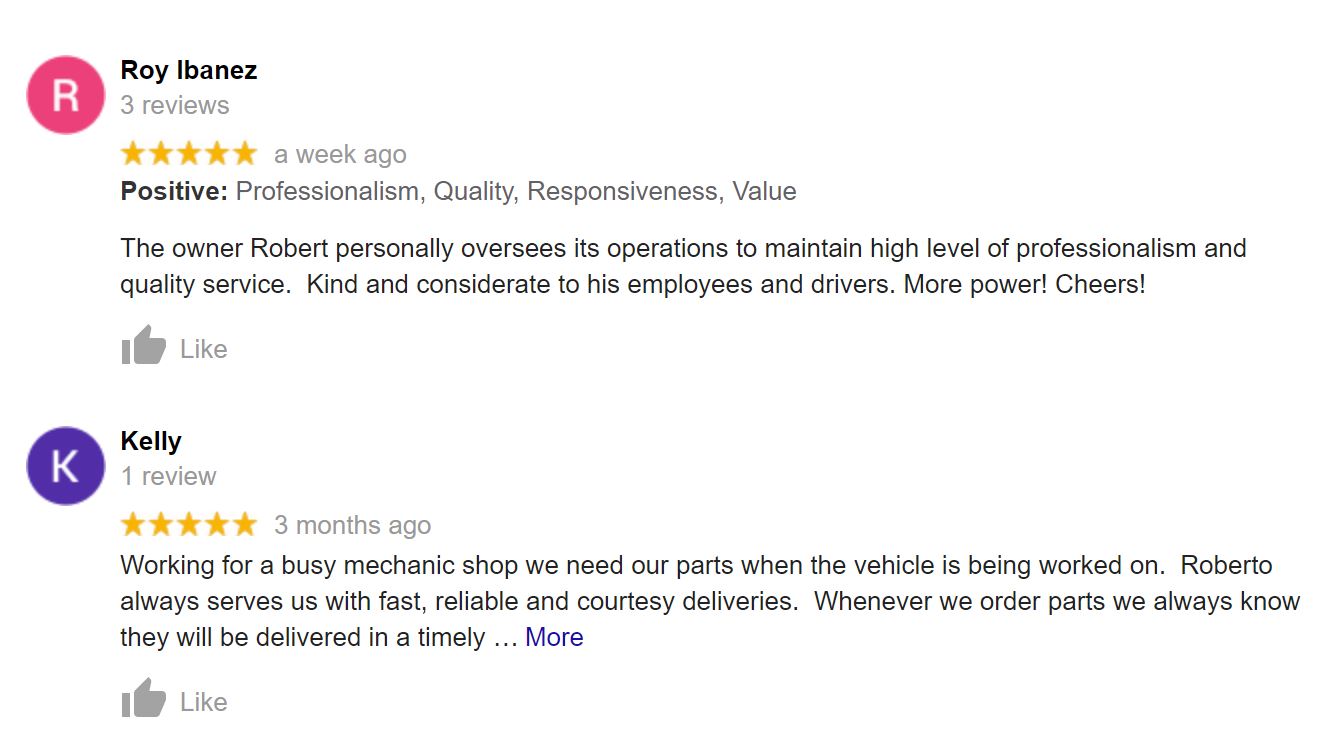 R
Roy Ibanez
3 reviews
a week ago
Positive: Professionalism, Quality, Responsiveness, Value
The owner Robert personally oversees its operations to maintain high level of professionalism and
quality service.  Kind and considerate to his employees and drivers. More power! Cheers!
Like
K
Kelly
1 review
3 months ago
Working for a busy mechanic shop we need our parts when the vehicle is being worked on.  Roberto
always serves us with fast, reliable and courtesy deliveries.  Whenever we order parts we always know
they will be delivered in a timely … More
Like